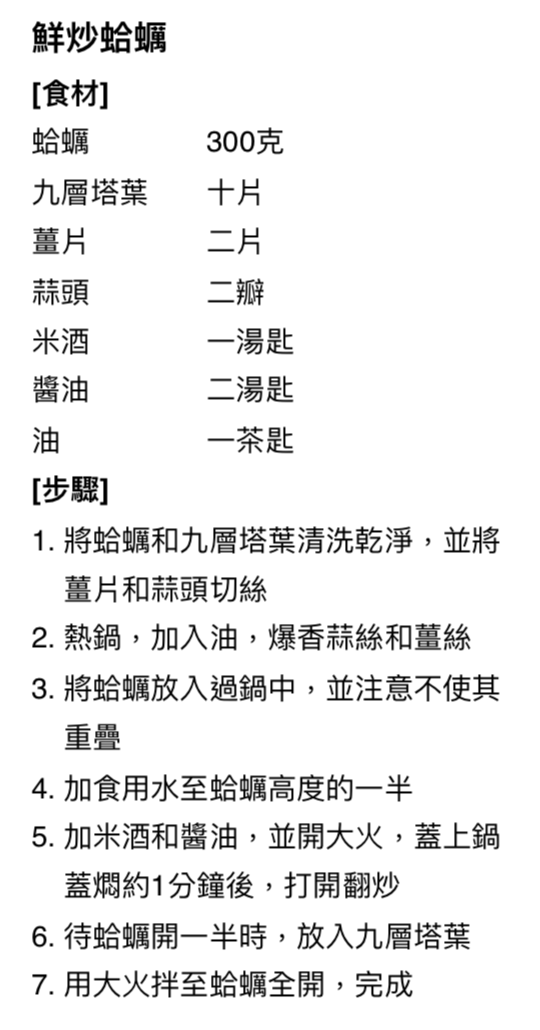 鮮炒蛤蠣
[食材]
蛤蠣 300克
九層塔葉 十片
薑片 二片
蒜頭 二瓣
米酒 一湯匙
醬油 二湯匙
油 一茶匙
[步驟]
1. 將蛤蠣和九層塔葉清洗乾淨，並將
薑片和蒜頭切絲
2. 熱鍋，加入油，爆香蒜絲和薑絲
3. 將蛤蠣放入過鍋中，並注意不使其
重疊
4. 加食用水至蛤蠣高度的一半
5. 加米酒和醬油，並開大火，蓋上鍋
蓋燜約1分鐘後，打開翻炒
6. 待蛤蠣開一半時，放入九層塔葉
7. 用大火拌至蛤蠣全開，完成